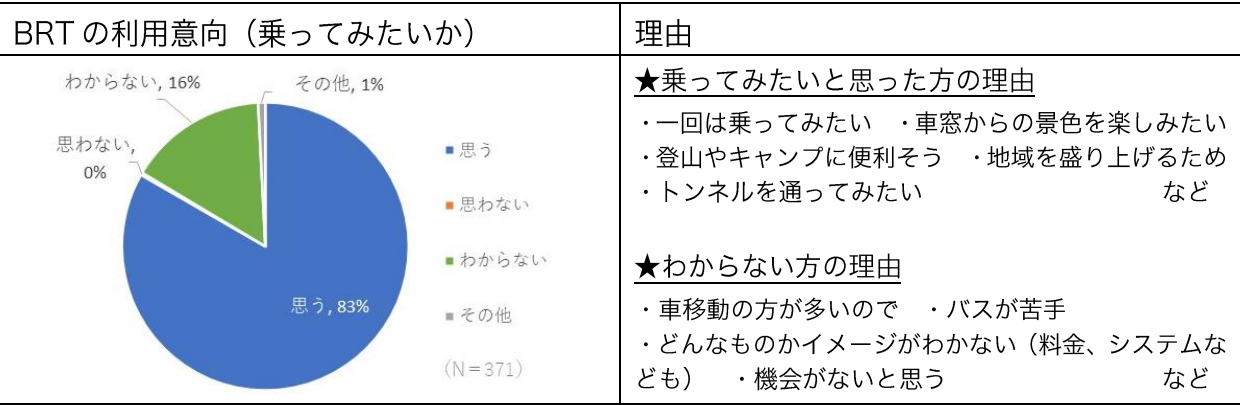 BRTの利用意向（乗ってみたいか）
わからない, 16%
その他, 1%
思わない,
0%
思う, 83%
思う
思わない
わからない
その他
（N＝371）
理由
★乗ってみたいと思った方の理由
・一回は乗ってみたい　・車窓からの景色を楽しみたい
・登山やキャンプに便利そう　・地域を盛り上げるため
・トンネルを通ってみたい　など
★わからない方の理由
・車移動の方が多いので　・バスが苦手
・どんなものかイメージがわかない（料金、システムな
ども）　・機会がないと思う　など